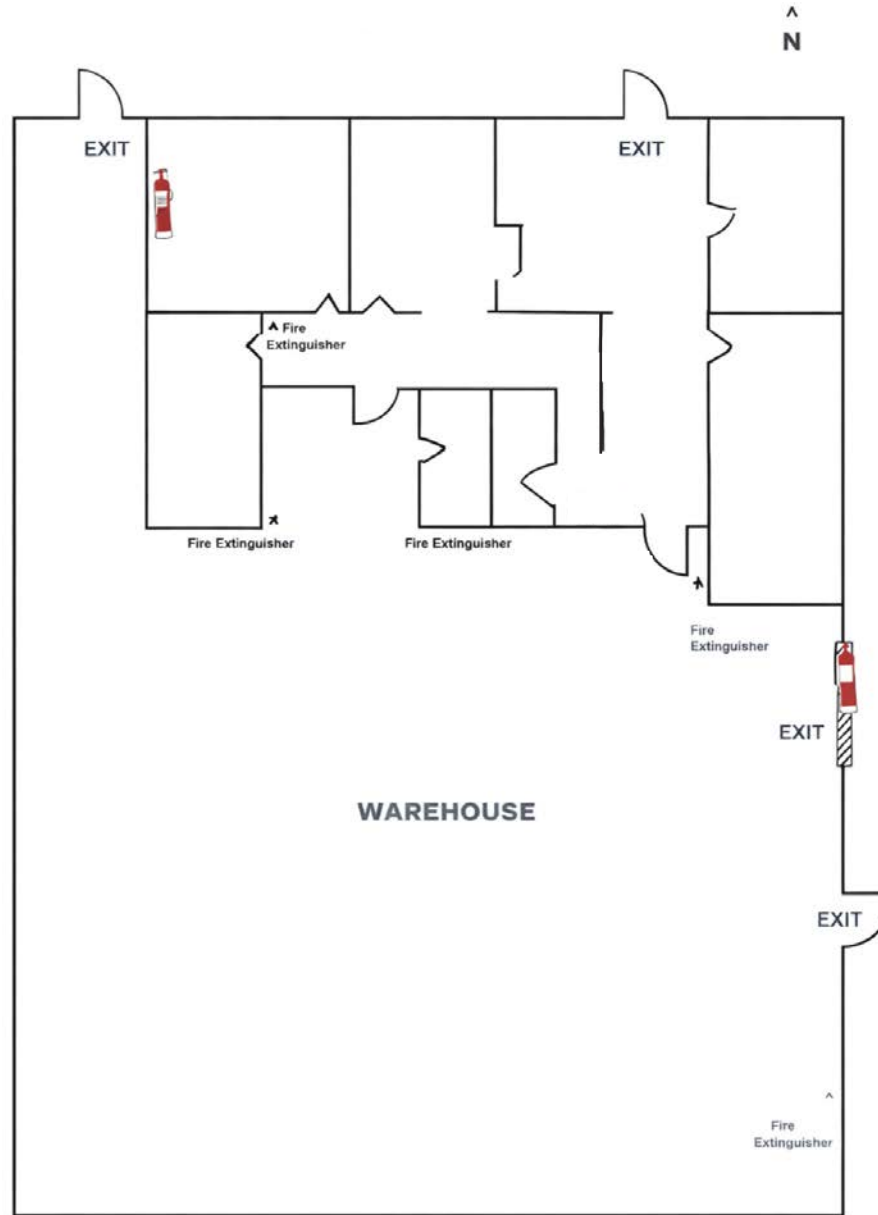 ^
N
EXIT
EXIT
^ Fire
Extinguisher
Fire Extinguisher
Fire Extinguisher
Fire
Extinguisher
EXIT
WAREHOUSE
EXIT
^
Fire
Extinguisher